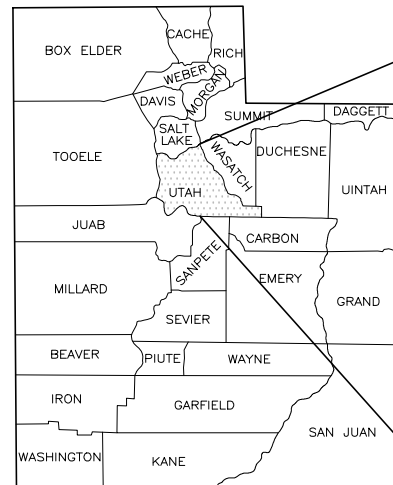 CACHE
BOX ELDER
RICH
WEBER
MORGAN
DAVIS
SUMMIT
DAGGETT
SALT
LAKE
WASATCH
DUCHESNE
TOOELE
UINTAH
UTAH
JUAB
CARBON
SANPETE
EMERY
MILLARD
GRAND
SEVIER
BEAVER
PIUTE
WAYNE
IRON
GARFIELD
SAN JUAN
WASHINGTON
KANE